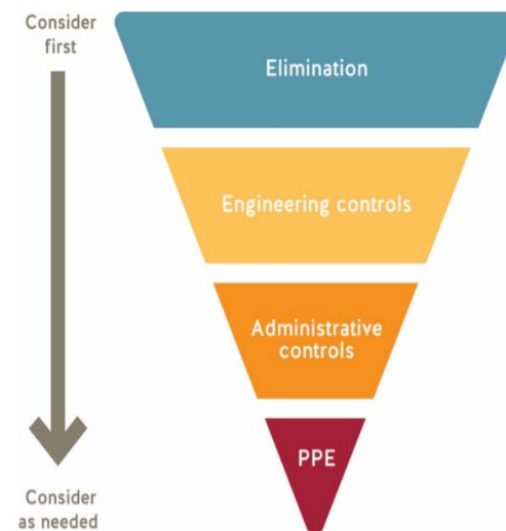 Consider
first
Elimination
Engineering controls
Administrative
controls
PPE
Consider
as needed